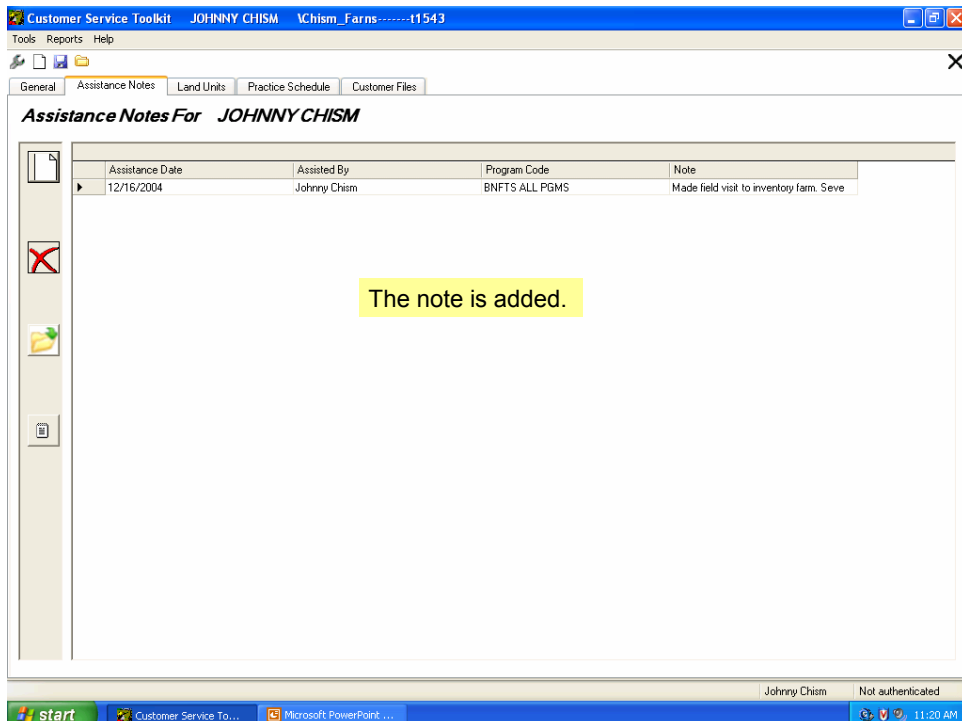 Customer Service Toolkit JOHNNY CHISM \Chism_Farns-------t1543
Tools Reports Help
General Assistance Notes Land Units Practice Schedule Customer Files
Assistance Notes For JOHNNY CHISM
Assistance Date Assisted By Program Code Note
12/16/2004 Johnny Chism BNFTS ALL PGMS Made field visit to inventory farm. Seve
The note is added.
Johnny Chism Not authenticated
start Customer Service To... Microsoft PowerPoint ... 11:20 AM